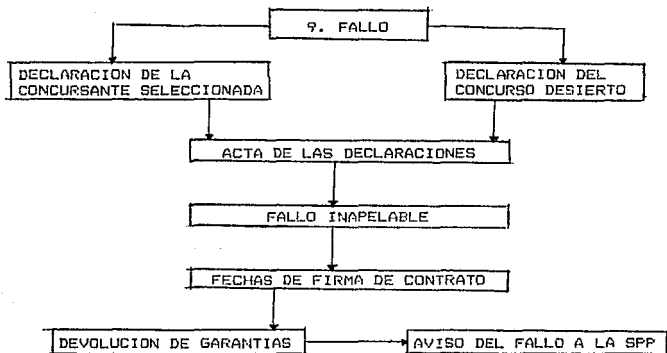 9. FALLO
DECLARACION DE LA
CONCURSANTE SELECCIONADA
DECLARACION DEL
CONCURSO DESIERTO
ACTA DE LAS DECLARACIONES
FALLO INAPELABLE
FECHAS DE FIRMA DE CONTRATO
DEVOLUCION DE GARANTIAS
AVISO DEL FALLO A LA SPP